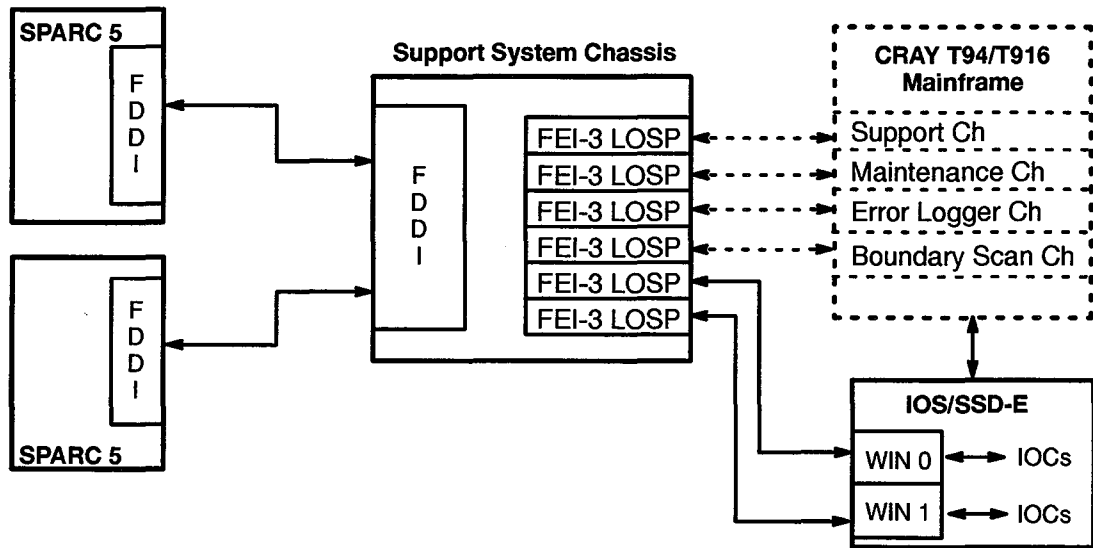 SPARC 5
F
D
D
I
Support System Chassis
F
D
D
I
FEI-3 LOSP
FEI-3 LOSP
FEI-3 LOSP
FEI-3 LOSP
FEI-3 LOSP
FEI-3 LOSP
CRAY T94/T916
Mainframe
Support Ch
Maintenance Ch
Error Logger Ch
Boundary Scan Ch
F
D
D
I
SPARC 5
IOS/SSD-E
WIN 0
IOCs
WIN 1
IOCs